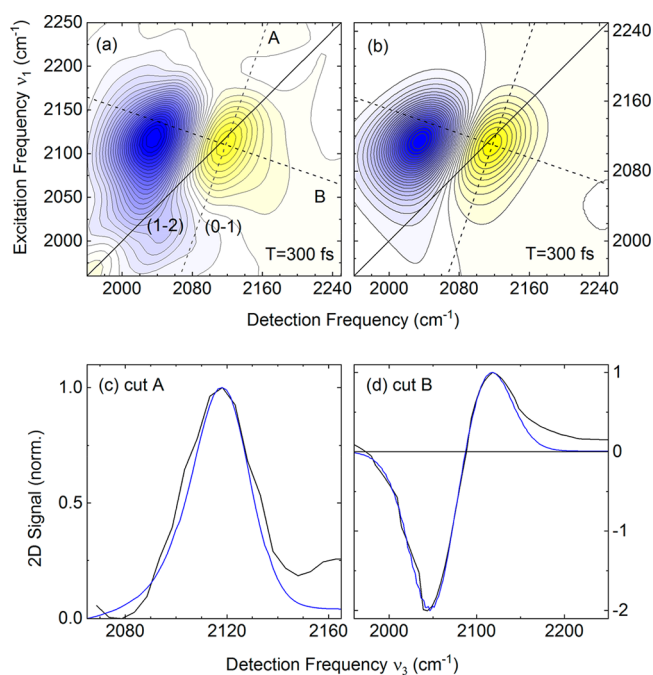 (a)
A
(b)
2250
2200
2150
2100
2050
2000
2240
2160
2080
2000
Excitation Frequency ν₁ (cm⁻¹)
B
(1-2)
(0-1)
T=300 fs
T=300 fs
2000
2080
2160
2240
2000
2080
2160
2240
Detection Frequency (cm⁻¹)
(c) cut A
(d) cut B
1.0
0.5
0.0
1
0
-1
-2
2D Signal (norm.)
2080
2120
2160
2000
2100
2200
Detection Frequency ν₃ (cm⁻¹)